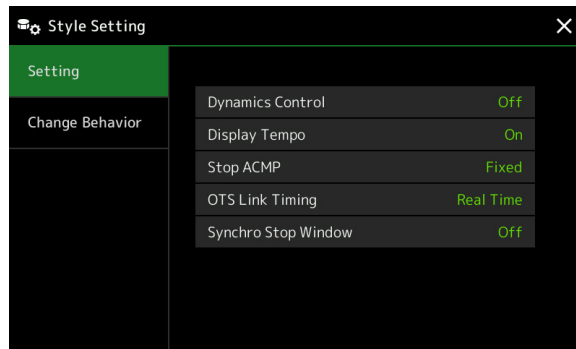 Style Setting
Setting
Change Behavior
Dynamics Control Off
Display Tempo On
Stop ACMP Fixed
OTS Link Timing Real Time
Synchro Stop Window Off